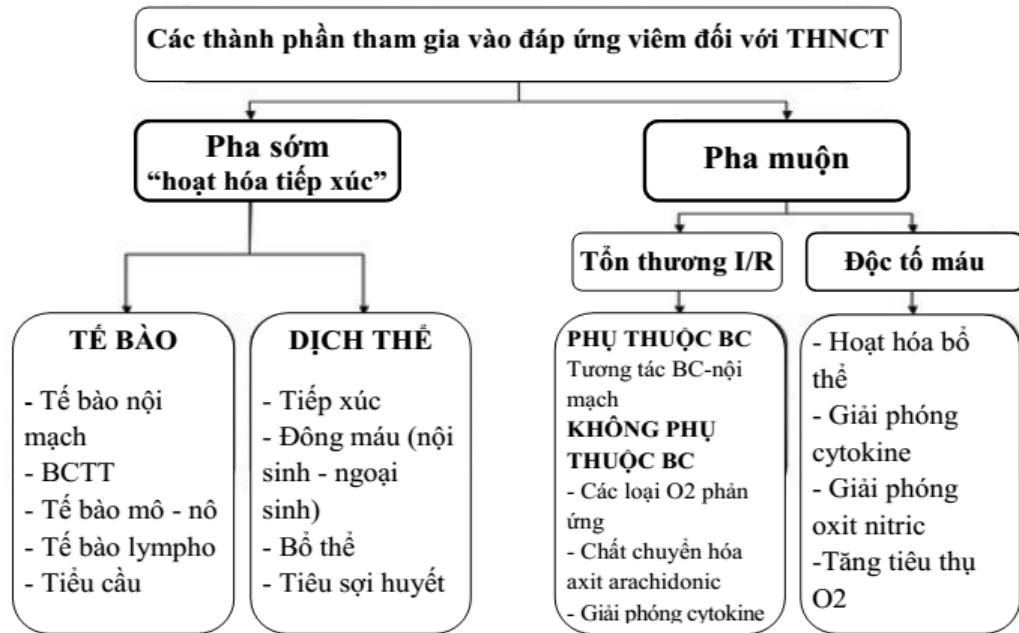 Các thành phần tham gia vào đáp ứng viêm đối với THNCT
Pha sớm
“hoạt hóa tiếp xúc”
Pha muộn
Tổn thương I/R
Độc tố máu
TẾ BÀO
- Tế bào nội
mạch
- BCTT
- Tế bào mô - nô
- Tế bào lympho
- Tiểu cầu
DỊCH THỂ
- Tiếp xúc
- Đông máu (nội
sinh - ngoại
sinh)
- Bổ thể
- Tiêu sợi huyết
PHỤ THUỘC BC
Tương tác BC-nội
mạch
KHÔNG PHỤ
THUỘC BC
- Các loại O2 phản
ứng
- Chất chuyển hóa
axit arachidonic
- Giải phóng cytokine
- Hoạt hóa bổ
thể
- Giải phóng
cytokine
- Giải phóng
oxit nitric
-Tăng tiêu thụ
O2